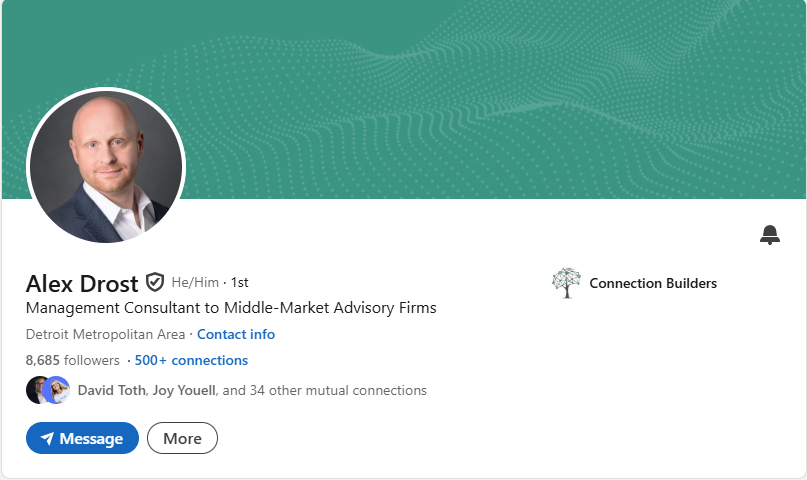 Alex Drost He/Him · 1st
Connection Builders
Management Consultant to Middle-Market Advisory Firms
Detroit Metropolitan Area · Contact info
8,685 followers · 500+ connections
David Toth, Joy Youell, and 34 other mutual connections
Message
More